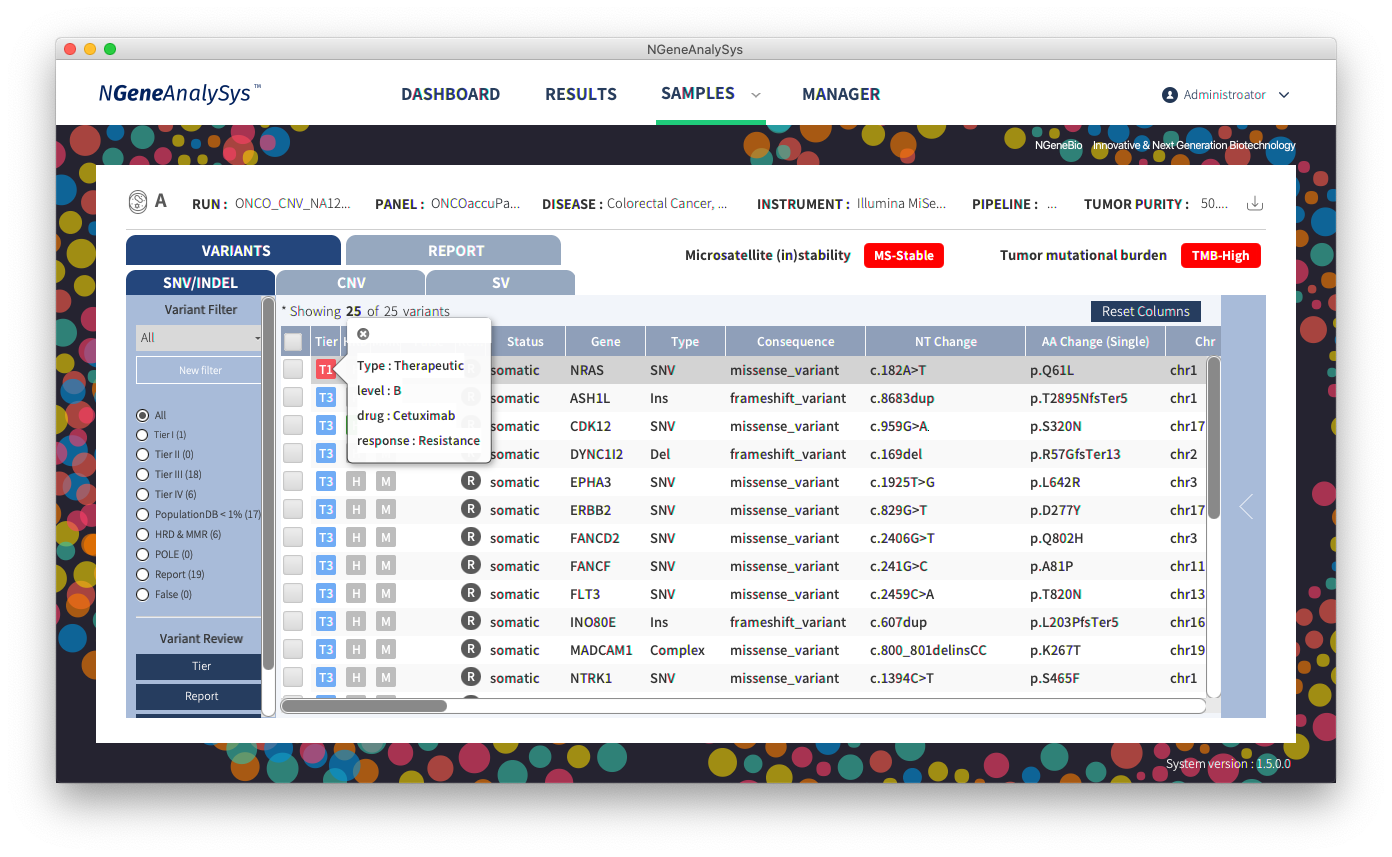 NGeneAnalySys
NGeneAnalySys™ DASHBOARD RESULTS SAMPLES MANAGER Administroator
NGeneBio Innovative & Next Generation Biotechnology
A RUN : ONCO_CNV_NA12... PANEL : ONCOaccuPa... DISEASE : Colorectal Cancer, ... INSTRUMENT : Illumina MiSe... PIPELINE : ... TUMOR PURITY : 50....
VARIANTS REPORT Microsatellite (in)stability MS-Stable Tumor mutational burden TMB-High
SNV/INDEL CNV SV
Variant Filter
All
New filter
All
Tier I (1)
Tier II (0)
Tier III (18)
Tier IV (6)
PopulationDB < 1% (17)
HRD & MMR (6)
POLE (0)
Report (19)
False (0)
Variant Review
Tier
Report
* Showing 25 of 25 variants Reset Columns
Tier Status Gene Type Consequence NT Change AA Change (Single) Chr
T1 somatic NRAS SNV missense_variant c.182A>T p.Q61L chr1
T3 somatic ASH1L Ins frameshift_variant c.8683dup p.T2895NfsTer5 chr1
T3 somatic CDK12 SNV missense_variant c.959G>A. p.S320N chr17
T3 somatic DYNC1I2 Del frameshift_variant c.169del p.R57GfsTer13 chr2
T3 H M R somatic EPHA3 SNV missense_variant c.1925T>G p.L642R chr3
T3 H M R somatic ERBB2 SNV missense_variant c.829G>T p.D277Y chr17
T3 H M R somatic FANCD2 SNV missense_variant c.2406G>T p.Q802H chr3
T3 H M R somatic FANCF SNV missense_variant c.241G>C p.A81P chr11
T3 H M R somatic FLT3 SNV missense_variant c.2459C>A p.T820N chr13
T3 H M R somatic INO80E Ins frameshift_variant c.607dup p.L203PfsTer5 chr16
T3 H M R somatic MADCAM1 Complex missense_variant c.800_801delinsCC p.K267T chr19
T3 H M R somatic NTRK1 SNV missense_variant c.1394C>T p.S465F chr1
Type : Therapeutic
level : B
drug : Cetuximab
response : Resistance
System version : 1.5.0.0